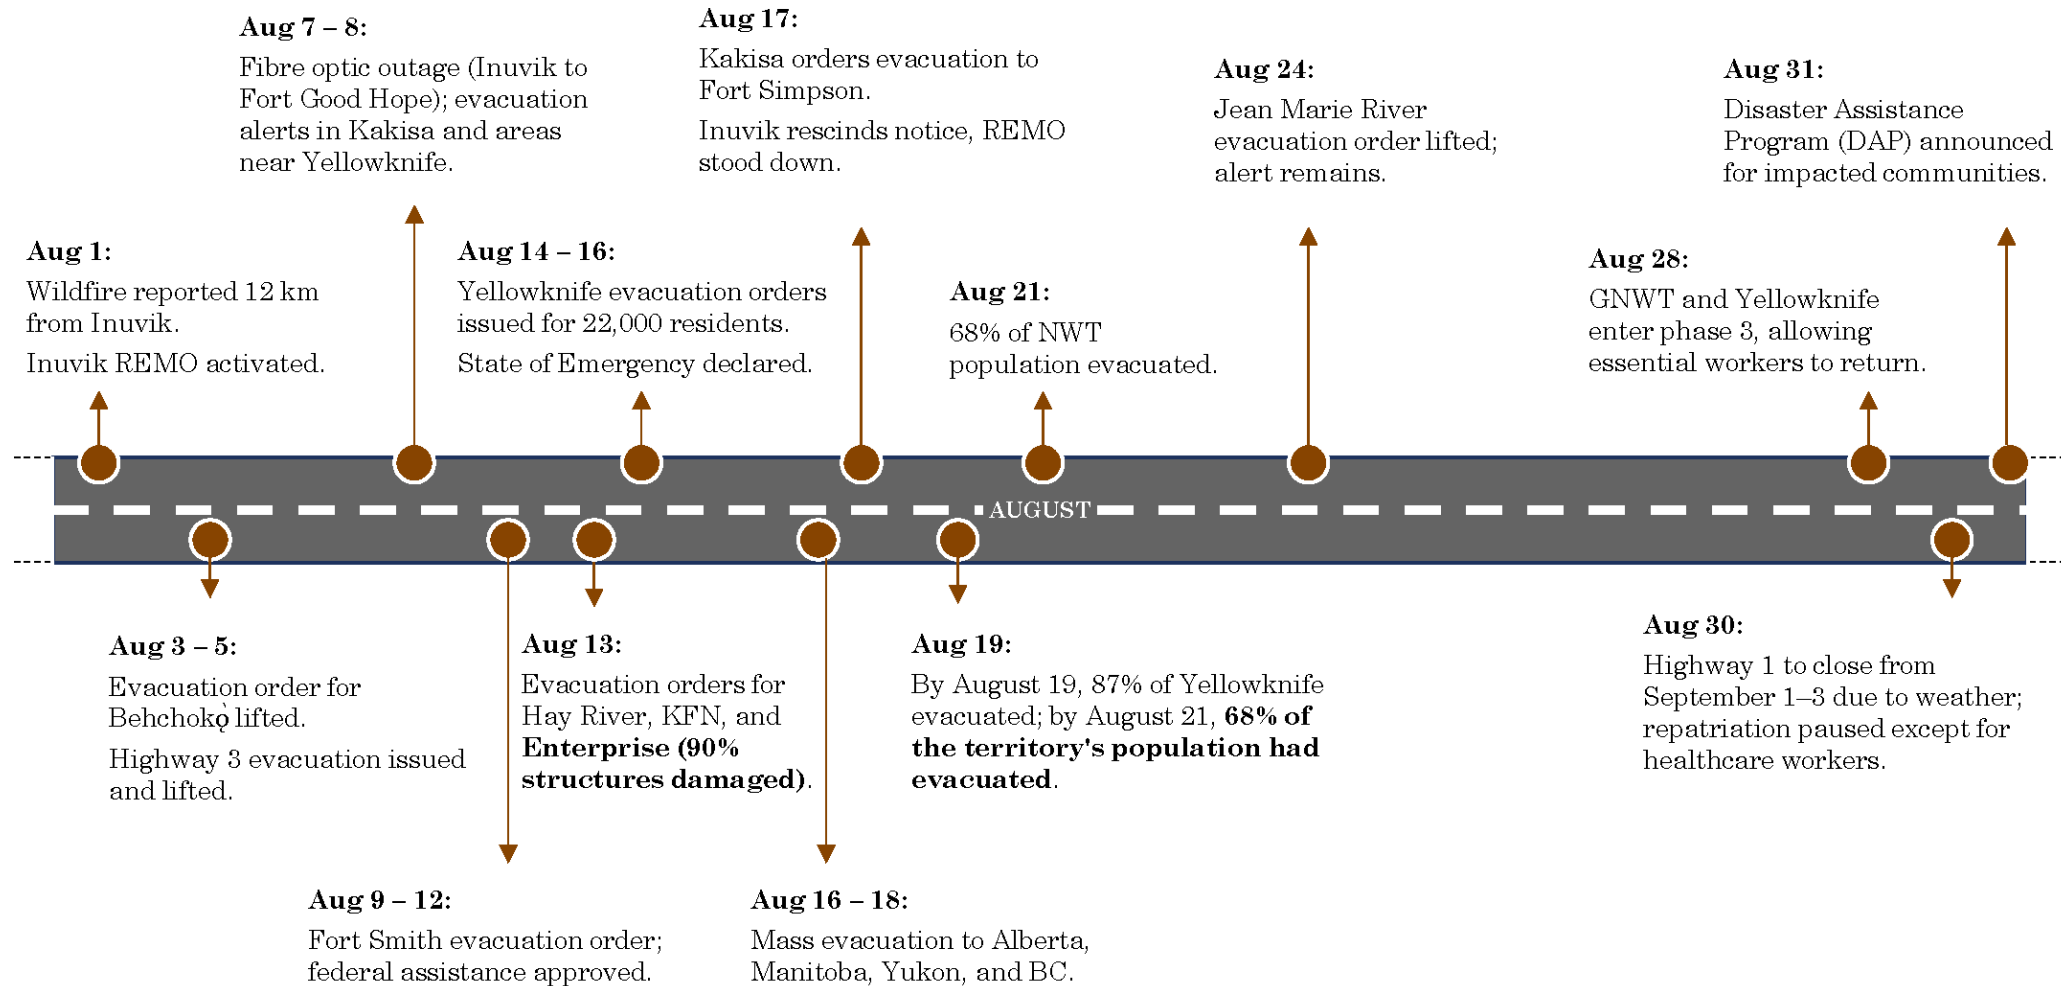 Aug 1:
Wildfire reported 12 km
from Inuvik.
Inuvik REMO activated.
Aug 3 – 5:
Evacuation order for
Behchokǫ̀ lifted.
Highway 3 evacuation issued
and lifted.
Aug 7 – 8:
Fibre optic outage (Inuvik to
Fort Good Hope); evacuation
alerts in Kakisa and areas
near Yellowknife.
Aug 9 – 12:
Fort Smith evacuation order;
federal assistance approved.
Aug 13:
Evacuation orders for
Hay River, KFN, and
Enterprise (90%
structures damaged).
Aug 14 – 16:
Yellowknife evacuation orders
issued for 22,000 residents.
State of Emergency declared.
Aug 16 – 18:
Mass evacuation to Alberta,
Manitoba, Yukon, and BC.
Aug 17:
Kakisa orders evacuation to
Fort Simpson.
Inuvik rescinds notice, REMO
stood down.
Aug 19:
By August 19, 87% of Yellowknife
evacuated; by August 21, 68% of
the territory's population had
evacuated.
Aug 21:
68% of NWT
population evacuated.
AUGUST
Aug 24:
Jean Marie River
evacuation order lifted;
alert remains.
Aug 28:
GNWT and Yellowknife
enter phase 3, allowing
essential workers to return.
Aug 30:
Highway 1 to close from
September 1–3 due to weather;
repatriation paused except for
healthcare workers.
Aug 31:
Disaster Assistance
Program (DAP) announced
for impacted communities.